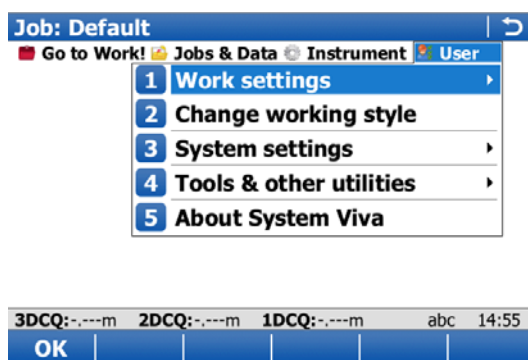 Job: Default
Go to Work! Jobs & Data Instrument User
1 Work settings
2 Change working style
3 System settings
4 Tools & other utilities
5 About System Viva
3DCQ:-.---m 2DCQ:-.---m 1DCQ:-.---m abc 14:55
OK